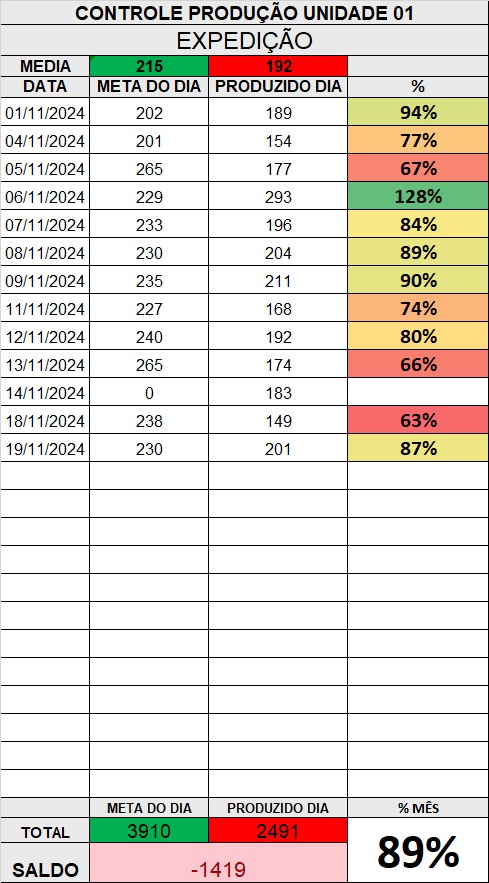 CONTROLE PRODUÇÃO UNIDADE 01
EXPEDIÇÃO
MEDIA 215 192
DATA META DO DIA PRODUZIDO DIA %
01/11/2024 202 189 94%
04/11/2024 201 154 77%
05/11/2024 265 177 67%
06/11/2024 229 293 128%
07/11/2024 233 196 84%
08/11/2024 230 204 89%
09/11/2024 235 211 90%
11/11/2024 227 168 74%
12/11/2024 240 192 80%
13/11/2024 265 174 66%
14/11/2024 0 183
18/11/2024 238 149 63%
19/11/2024 230 201 87%
META DO DIA PRODUZIDO DIA % MÊS
TOTAL 3910 2491 89%
SALDO -1419